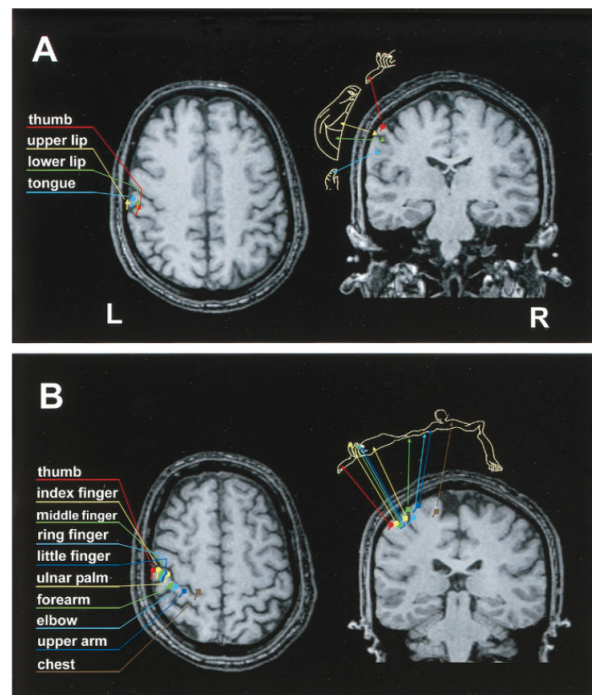 A
thumb
upper lip
lower lip
tongue
L
R
B
thumb
index finger
middle finger
ring finger
little finger
ulnar palm
forearm
elbow
upper arm
chest